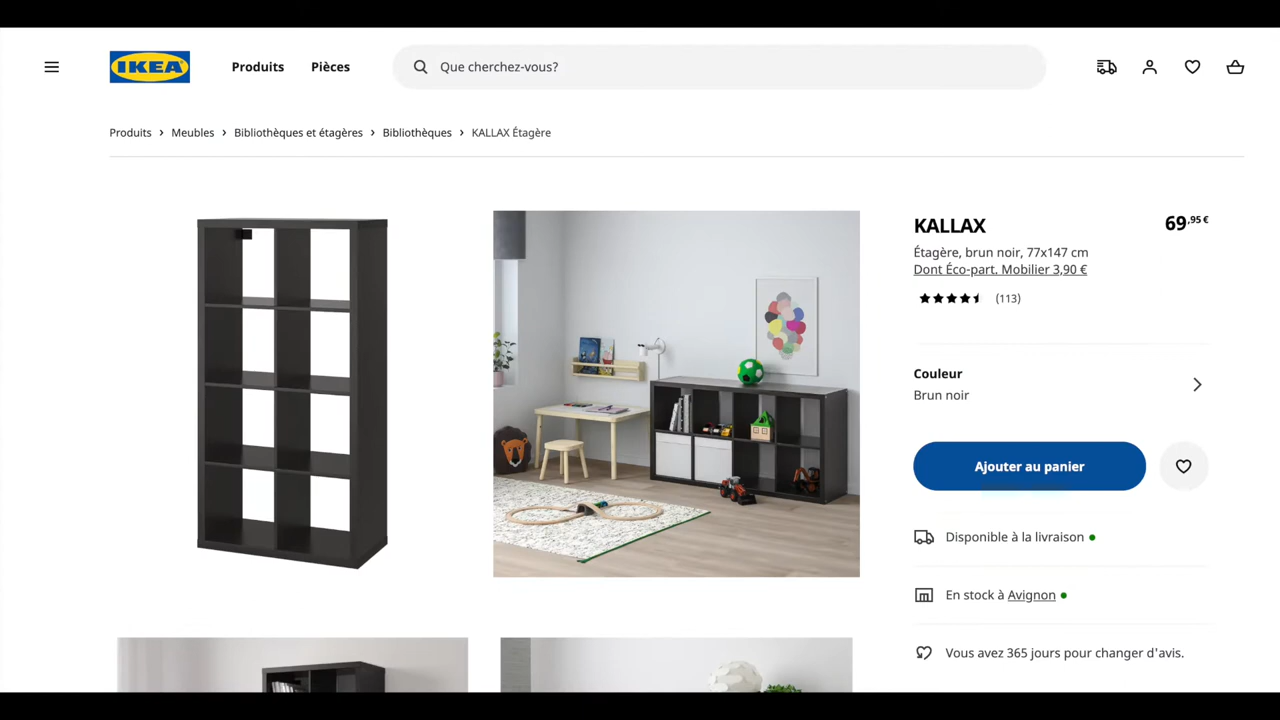 IKEA
Produits
Pièces
Que cherchez-vous?
Produits > Meubles > Bibliothèques et étagères > Bibliothèques > KALLAX Étagère
KALLAX
69,95€
Étagère, brun noir, 77x147 cm
Dont Éco-part. Mobilier 3,90 €
(113)
Couleur
Brun noir
Ajouter au panier
Disponible à la livraison
En stock à Avignon
Vous avez 365 jours pour changer d'avis.